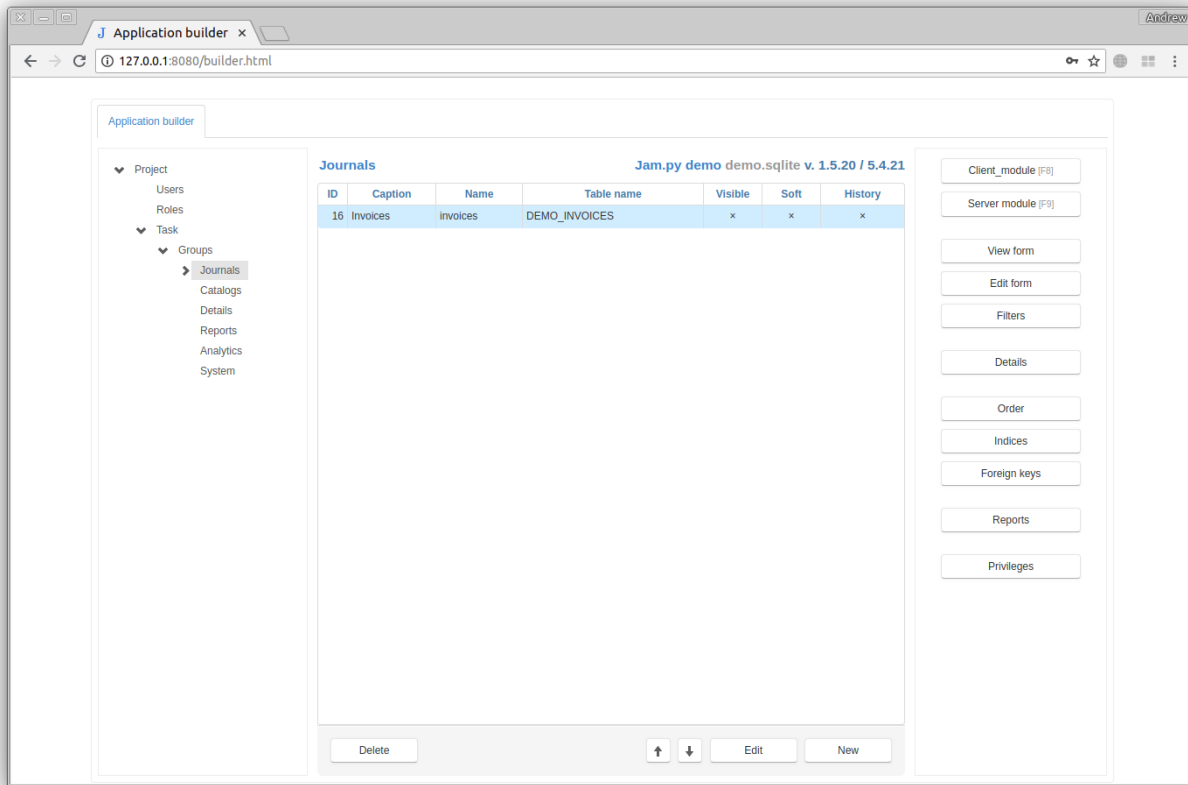 Andrew
J Application builder ×
127.0.0.1:8080/builder.html
Application builder
Project
Users
Roles
Task
Groups
Journals
Catalogs
Details
Reports
Analytics
System
Journals
Jam.py demo demo.sqlite v. 1.5.20 / 5.4.21
ID Caption Name Table name Visible Soft History
16 Invoices invoices DEMO_INVOICES × × ×
Delete
Edit
New
Client_module [F8]
Server module [F9]
View form
Edit form
Filters
Details
Order
Indices
Foreign keys
Reports
Privileges